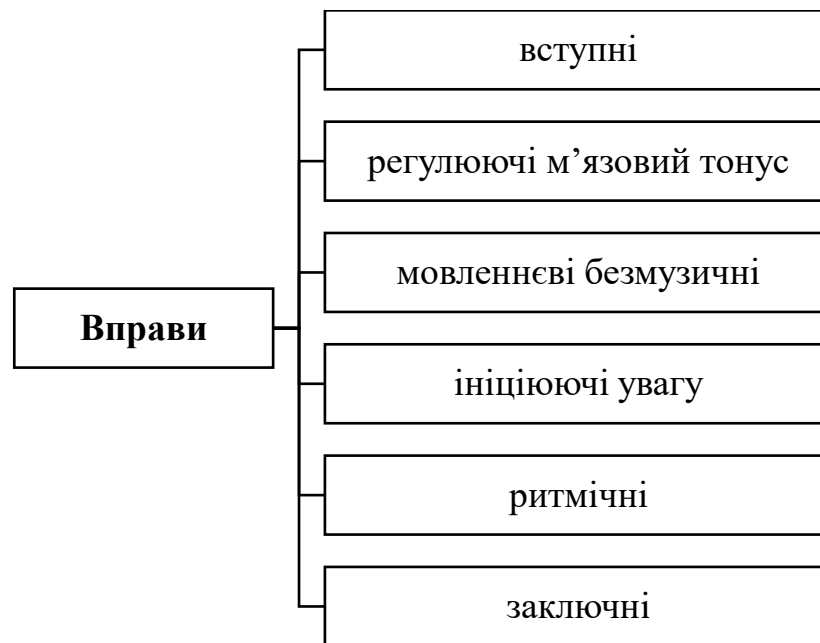 Вправи
вступні
регулюючі м’язовий тонус
мовленнєві безмузичні
ініціюючі увагу
ритмічні
заключні